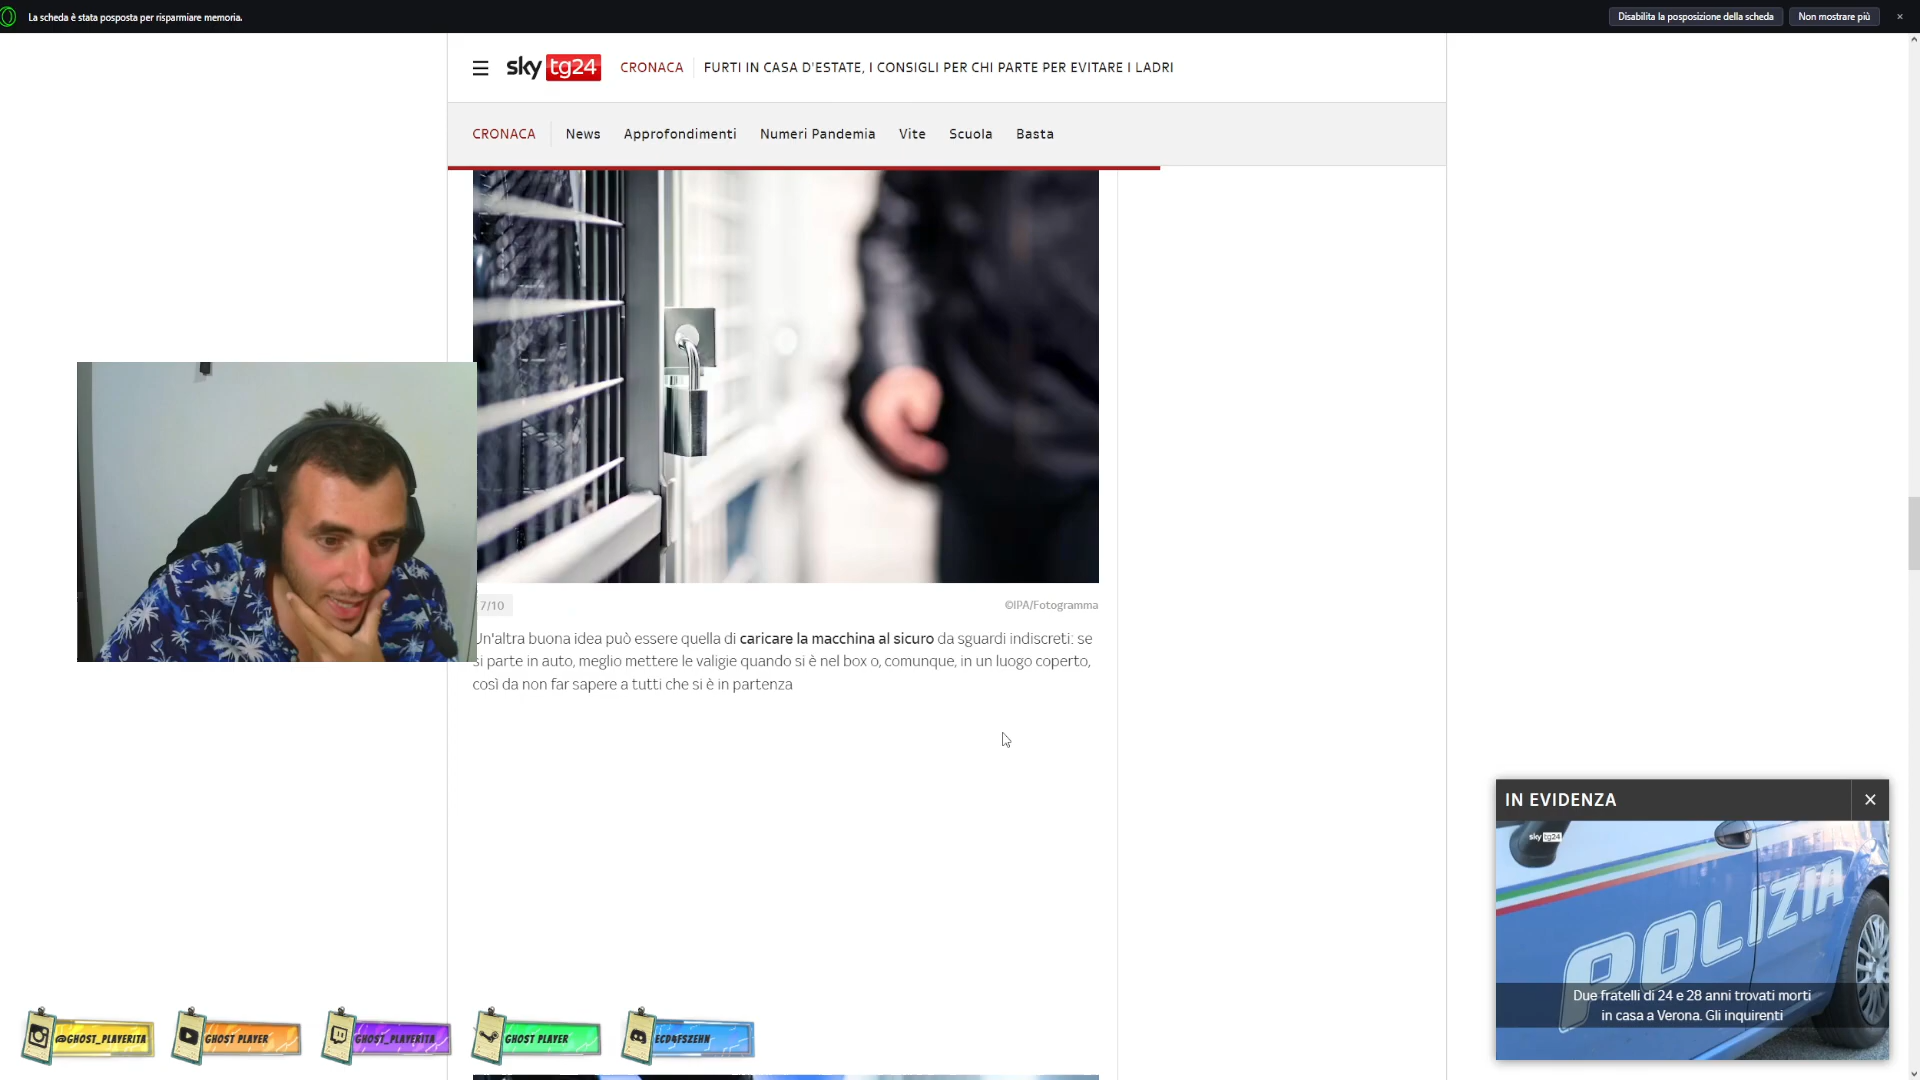 La scheda è stata posposta per risparmiare memoria.
Disabilita la posposizione della scheda
Non mostrare più
sky tg24
CRONACA
FURTI IN CASA D'ESTATE, I CONSIGLI PER CHI PARTE PER EVITARE I LADRI
CRONACA
News
Approfondimenti
Numeri Pandemia
Vite
Scuola
Basta
7/10
©IPA/Fotogramma
Un'altra buona idea può essere quella di caricare la macchina al sicuro da sguardi indiscreti: se
si parte in auto, meglio mettere le valigie quando si è nel box o, comunque, in un luogo coperto,
così da non far sapere a tutti che si è in partenza
IN EVIDENZA
sky tg24
POLIZIA
Due fratelli di 24 e 28 anni trovati morti
in casa a Verona. Gli inquirenti
@GHOST_PLAYERITA
GHOST PLAYER
GHOST_PLAYERITA
GHOST PLAYER
ECD4FSZEHN